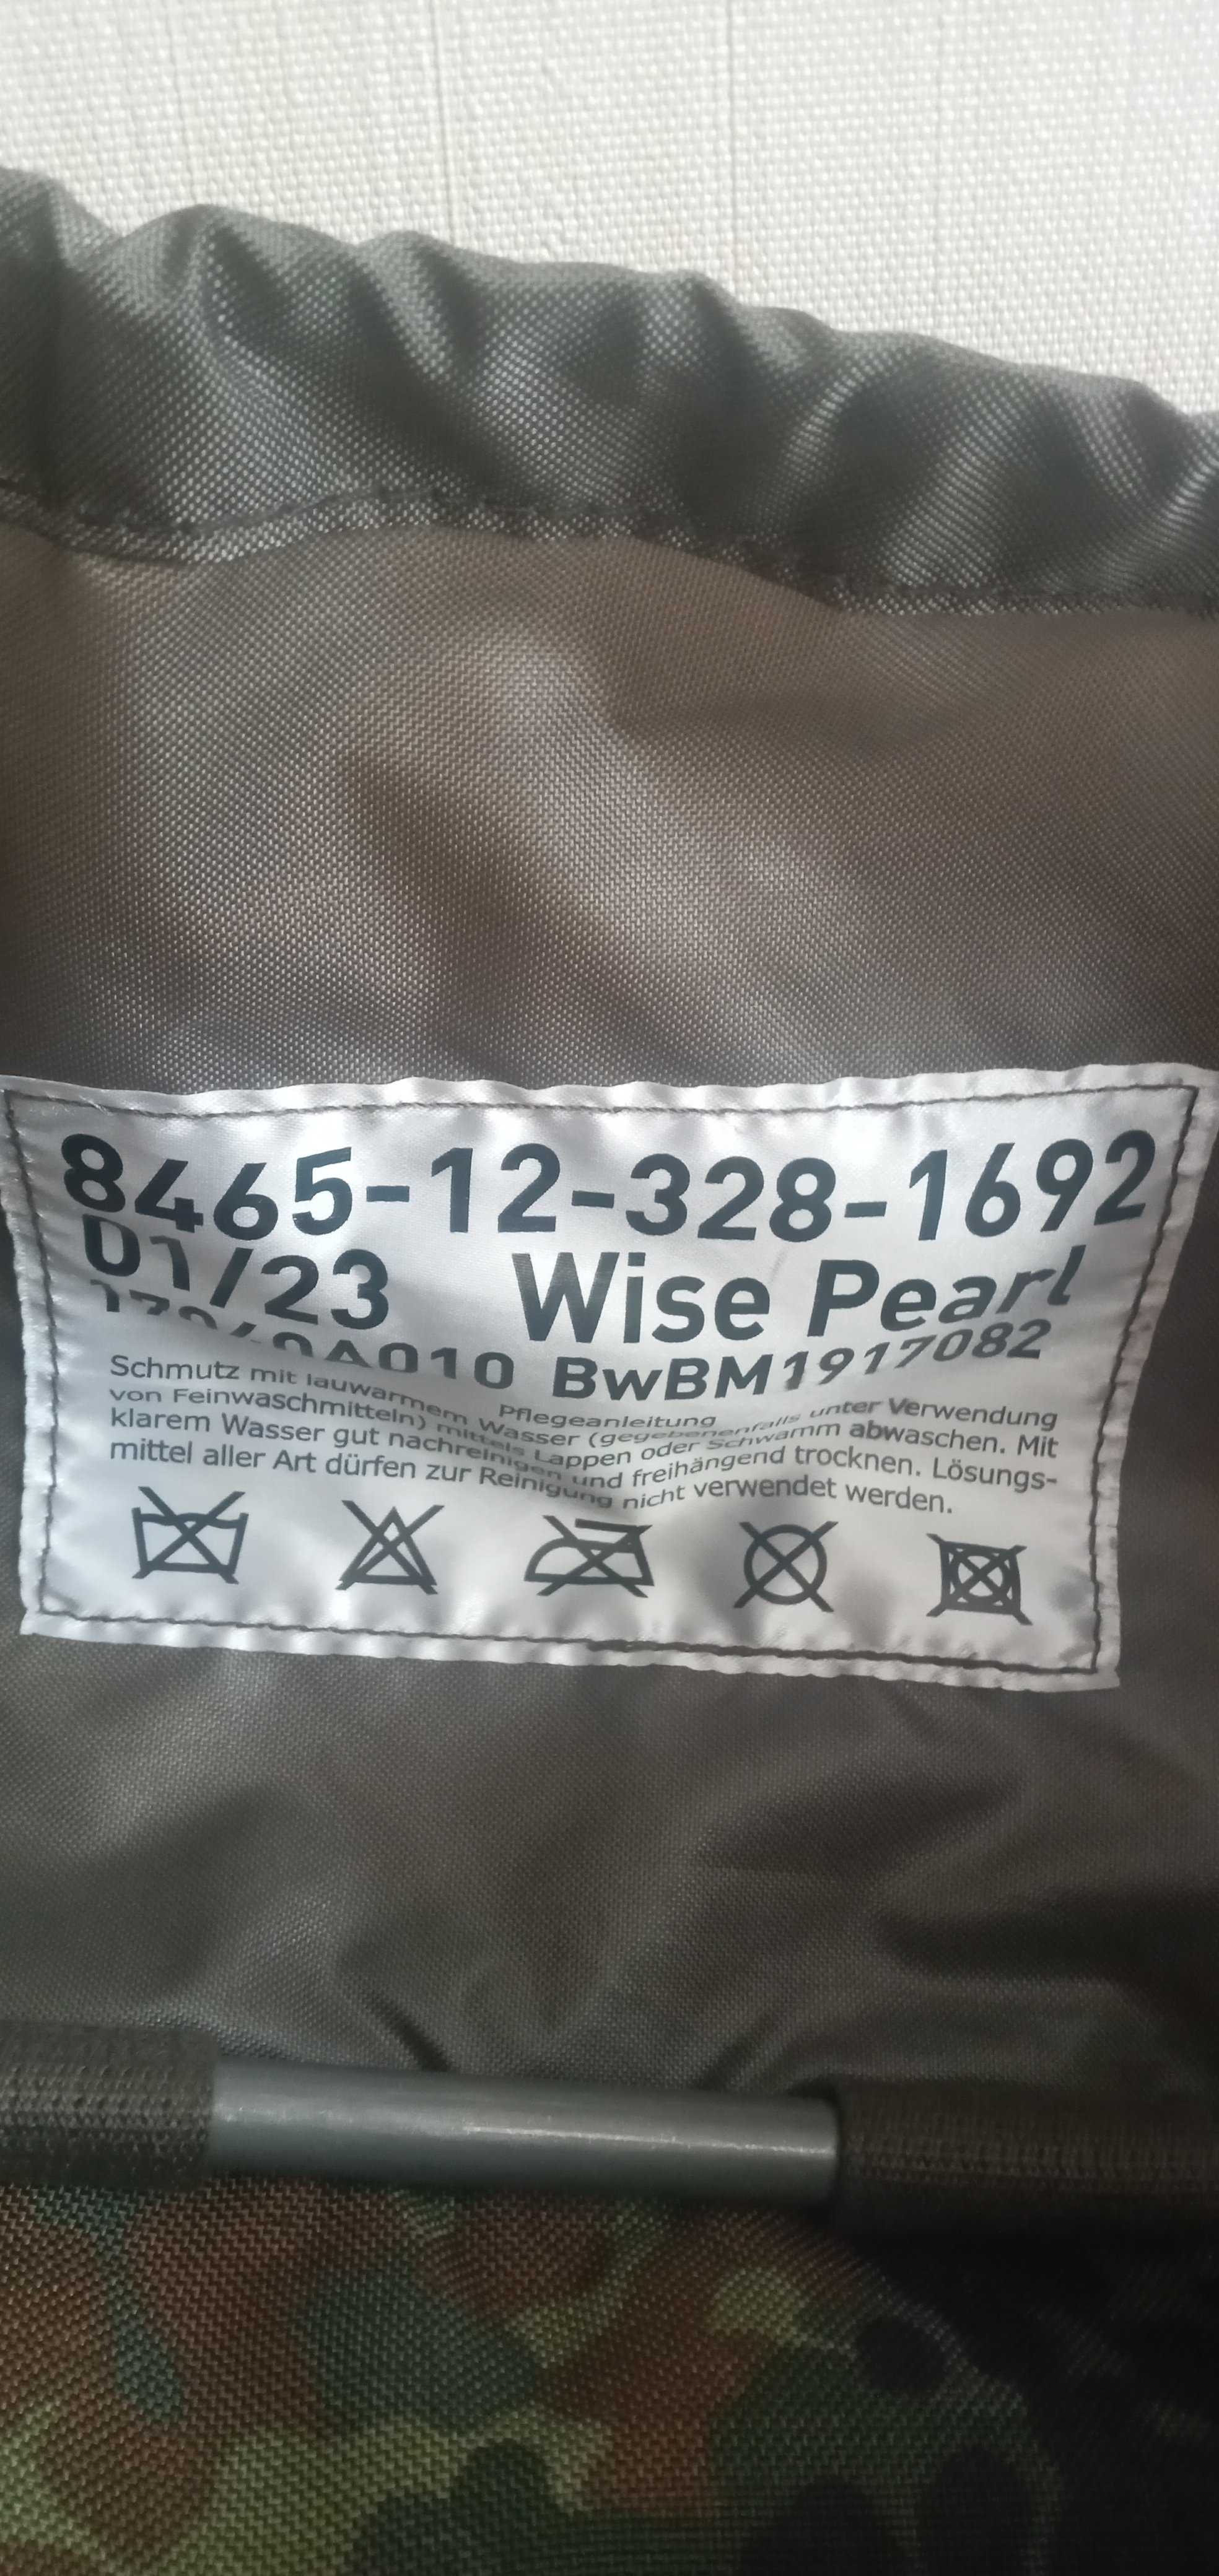 8465-12-328-1692
01/23 Wise Pearl
BwBM1917082
Pflegeanleitung
Schmutz mit lauwarmem Wasser (gegebenenfalls unter Verwendung
von Feinwaschmitteln) mittels Lappen oder Schwamm abwaschen. Mit
klarem Wasser gut nachreinigen und freihängend trocknen. Lösungs-
mittel aller Art dürfen zur Reinigung nicht verwendet werden.